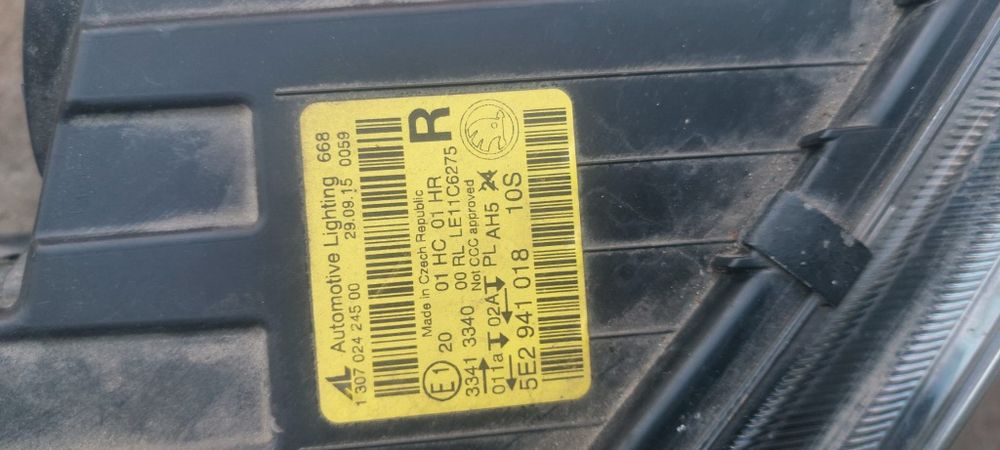 AL Automotive Lighting 668
1 307 024 245 00 29.09.15 0059
Made in Czech Republic R
E1 20 01 HC 01 HR
3341 3340 00 RL LE11C6275
Not CCC approved
011a 02A PL AH5 24
5E2 941 018 10S